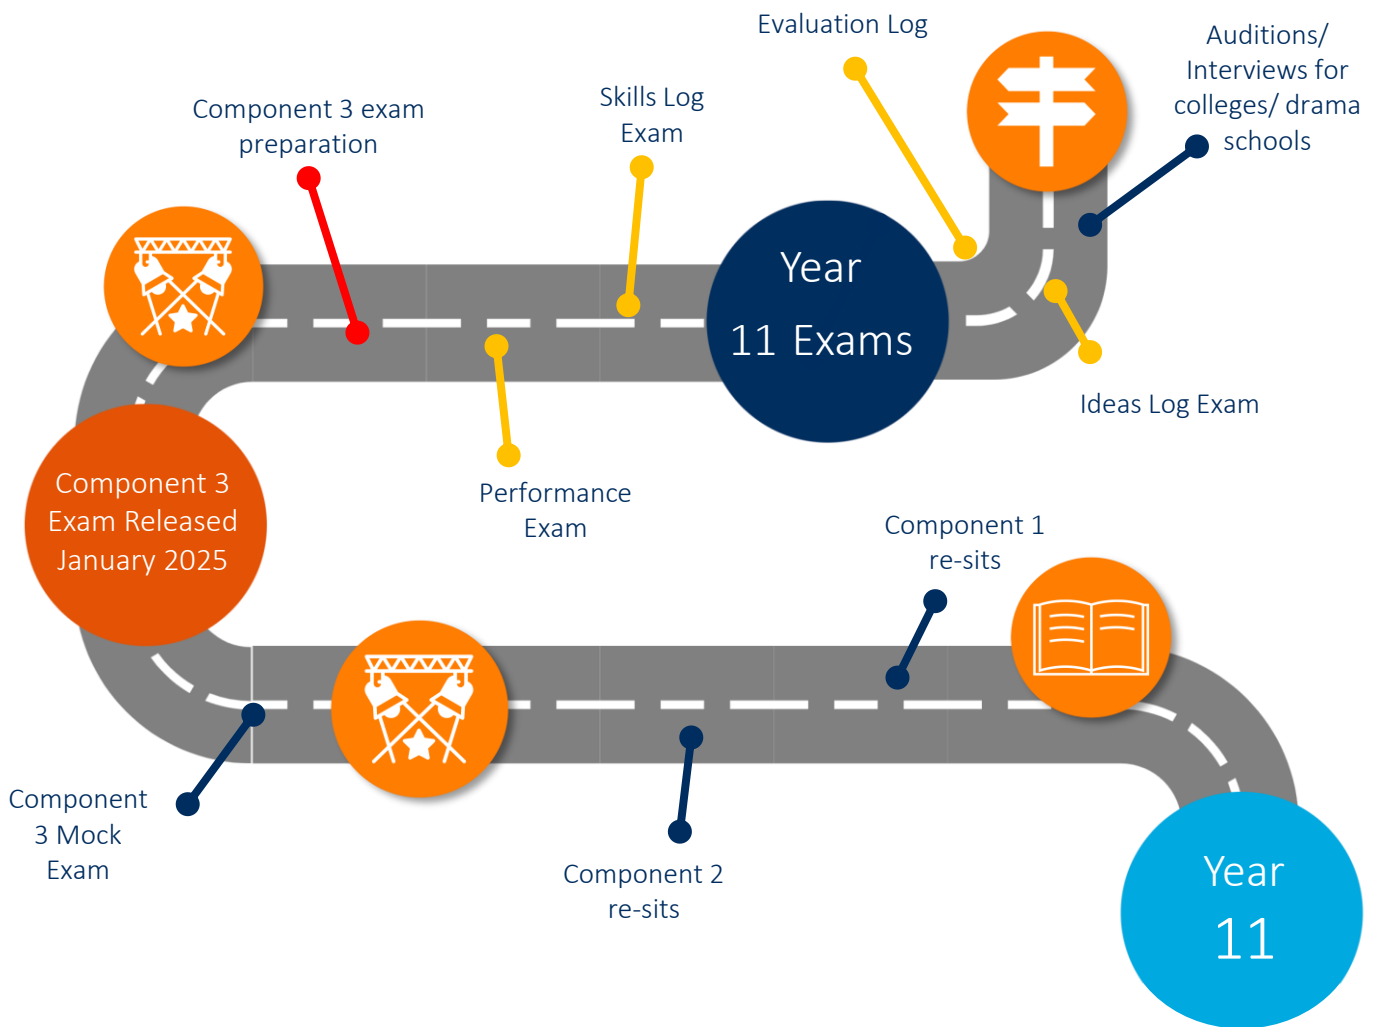 Evaluation Log
Auditions/
Interviews for
colleges/ drama
schools
Component 3 exam
preparation
Skills Log
Exam
Year
11 Exams
Ideas Log Exam
Component 3
Exam Released
January 2025
Performance
Exam
Component 1
re-sits
Component
3 Mock
Exam
Component 2
re-sits
Year
11